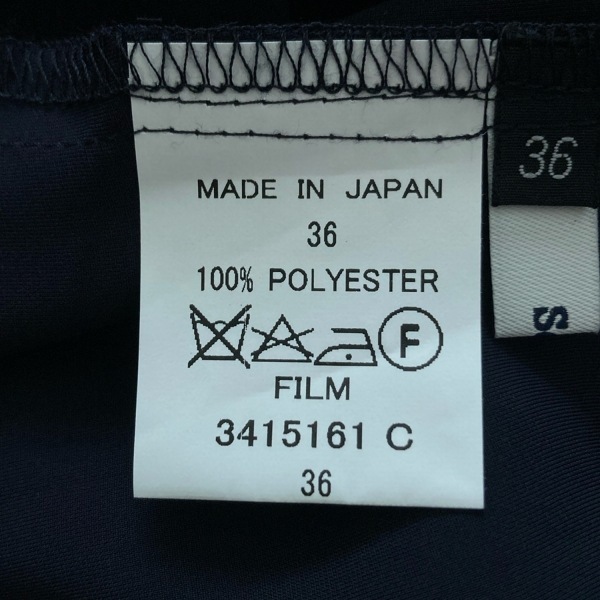 MADE IN JAPAN
36
100% POLYESTER
F
FILM
3415161 C
36
36
S